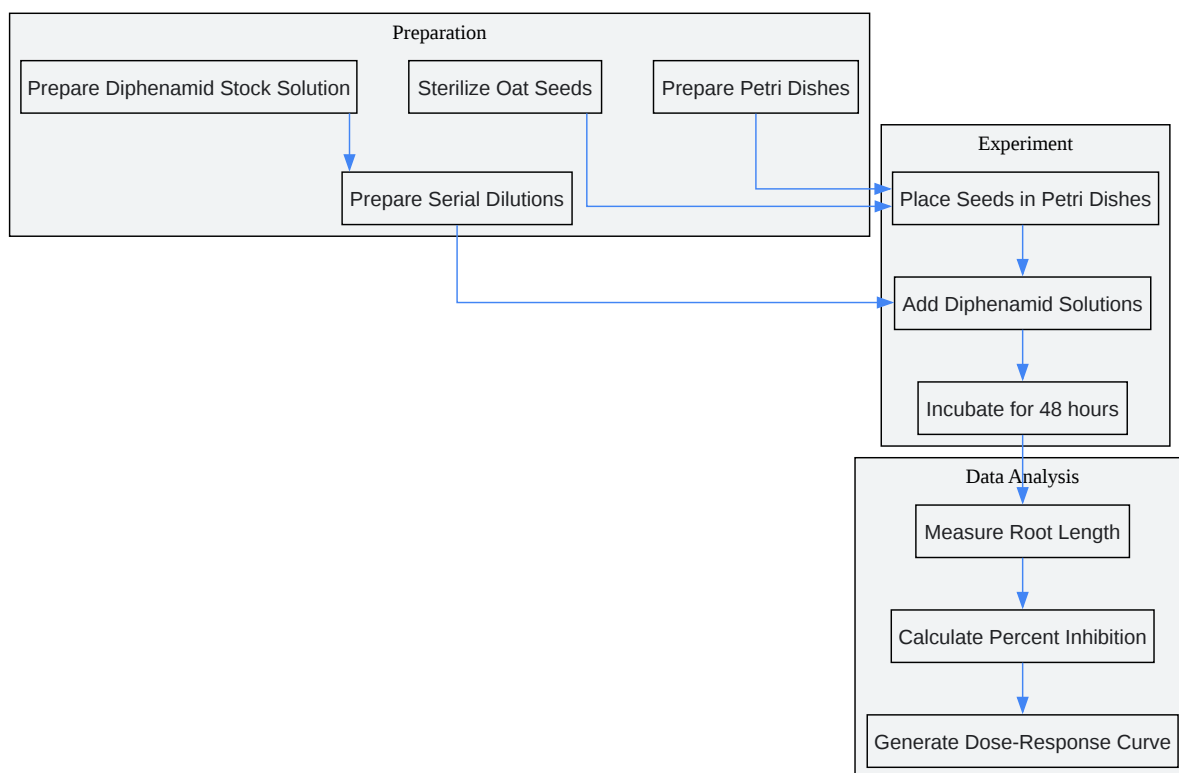 Preparation
Prepare Diphenamid Stock Solution
Sterilize Oat Seeds
Prepare Petri Dishes
Prepare Serial Dilutions
Experiment
Place Seeds in Petri Dishes
Add Diphenamid Solutions
Incubate for 48 hours
Data Analysis
Measure Root Length
Calculate Percent Inhibition
Generate Dose-Response Curve